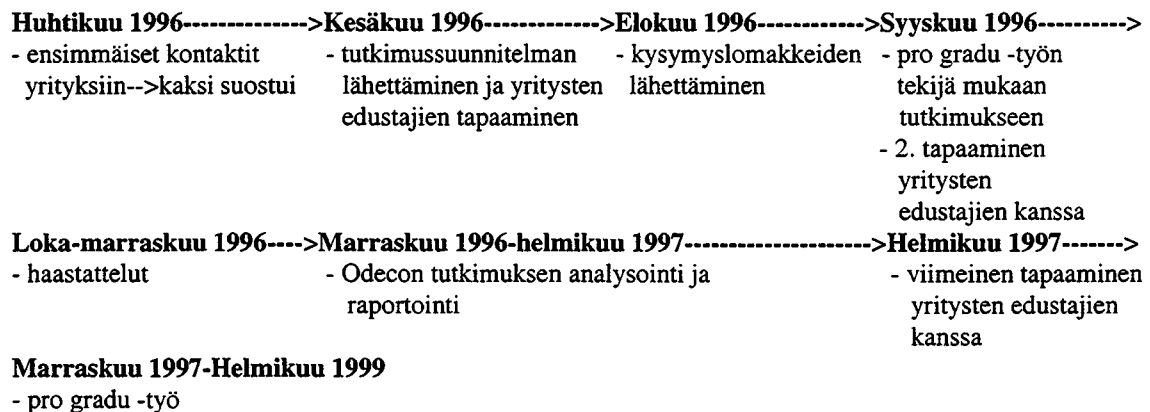 Huhtikuu 1996-------------->Kesäkuu 1996------------->Elokuu 1996------------>Syyskuu 1996---------->
- ensimmäiset kontaktit - tutkimussuunnitelman - kysymyslomakkeiden - pro gradu -työn
yrityksiin-->kaksi suostui lähettäminen ja yritysten lähettäminen tekijä mukaan
edustajien tapaaminen tutkimukseen
- 2. tapaaminen
yritysten
edustajien kanssa
Loka-marraskuu 1996---->Marraskuu 1996-helmikuu 1997--------------------->Helmikuu 1997------->
- haastattelut - Odecon tutkimuksen analysointi ja - viimeinen tapaaminen
raportointi yritysten edustajien
kanssa
Marraskuu 1997-Helmikuu 1999
- pro gradu -työ